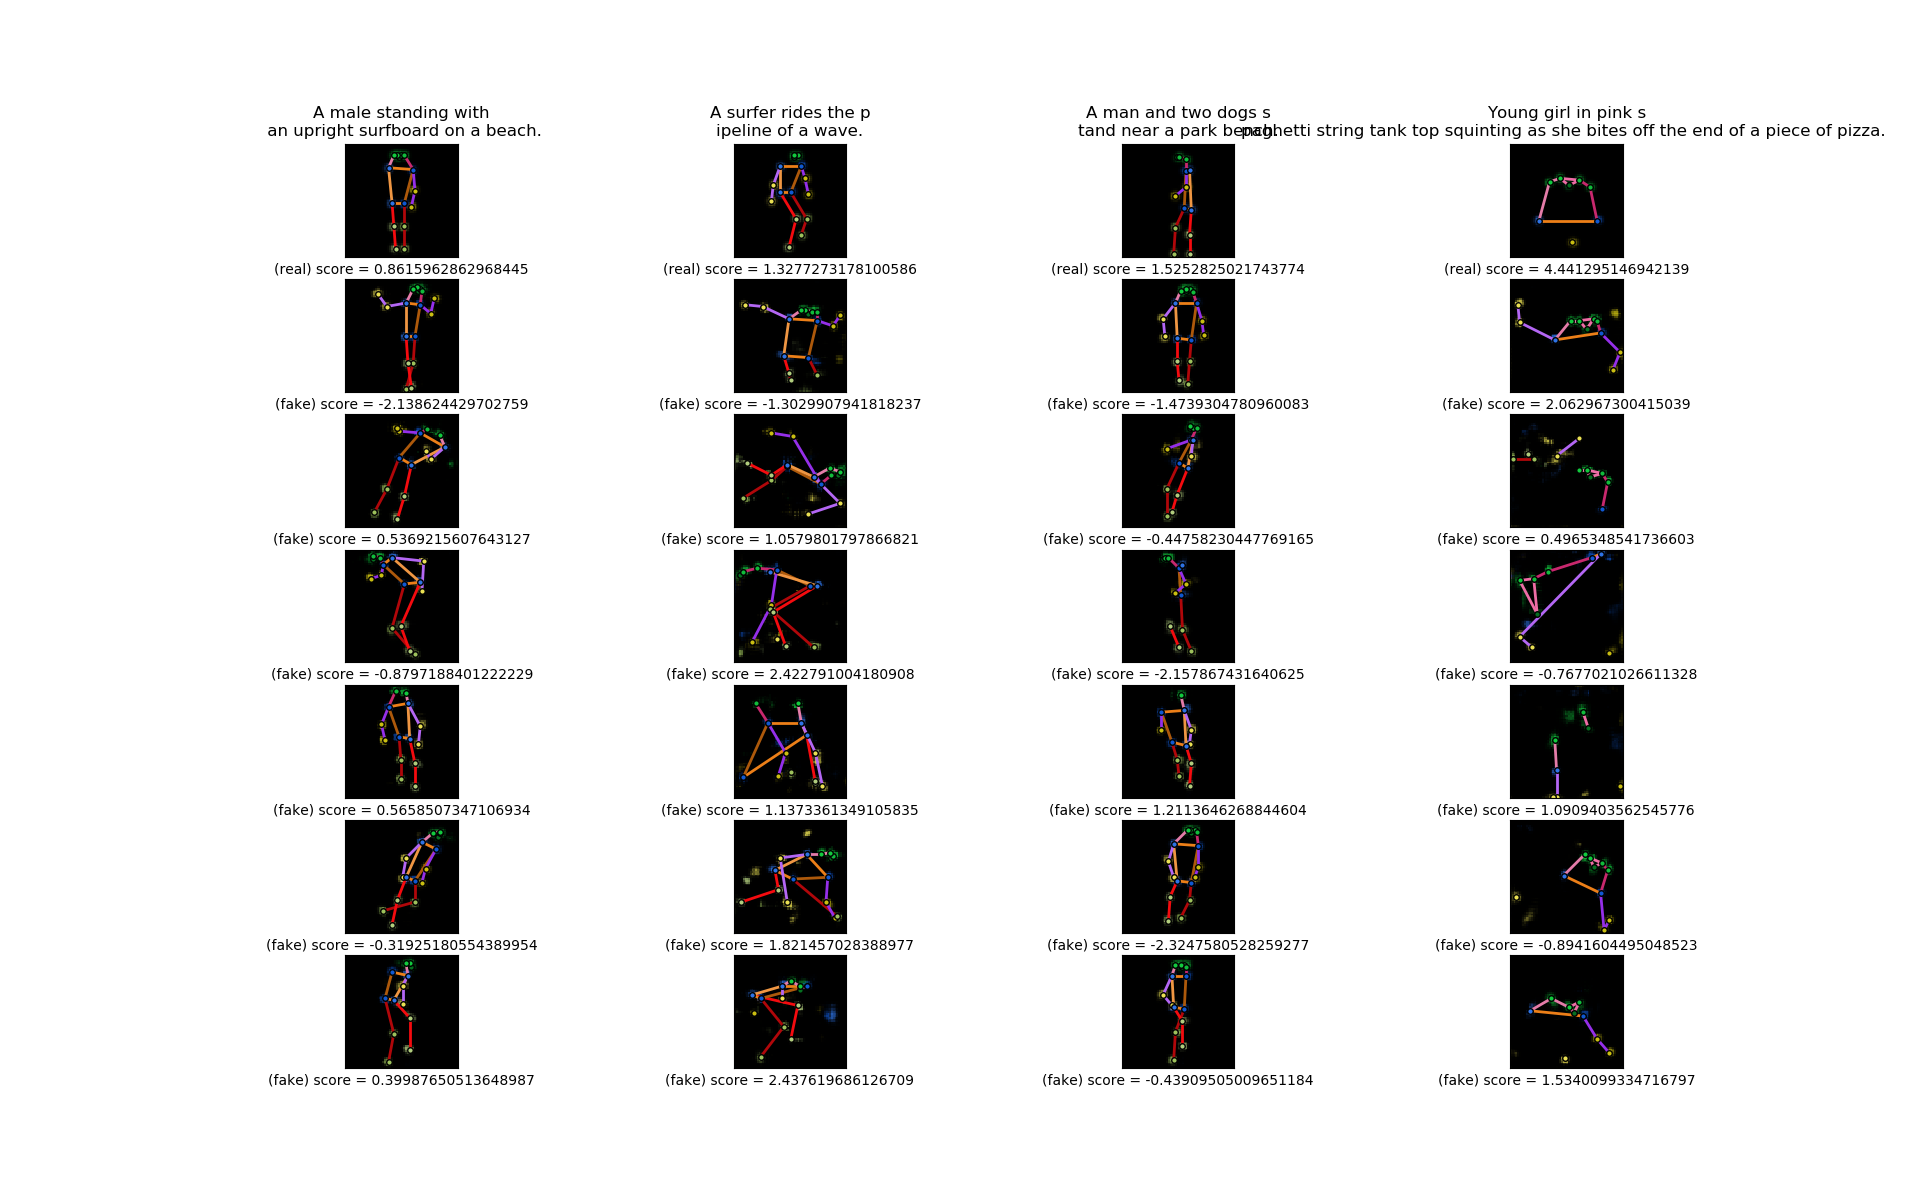 A male standing with
an upright surfboard on a beach.
A surfer rides the p
ipeline of a wave.
A man and two dogs s
tand near a park bench.
Young girl in pink s
paghetti string tank top squinting as she bites off the end of a piece of pizza.
(real) score = 0.8615962862968445
(real) score = 1.3277273178100586
(real) score = 1.5252825021743774
(real) score = 4.441295146942139
(fake) score = -2.138624429702759
(fake) score = -1.3029907941818237
(fake) score = -1.4739304780960083
(fake) score = 2.062967300415039
(fake) score = 0.5369215607643127
(fake) score = 1.0579801797866821
(fake) score = -0.44758230447769165
(fake) score = 0.4965348541736603
(fake) score = -0.8797188401222229
(fake) score = 2.422791004180908
(fake) score = -2.157867431640625
(fake) score = -0.7677021026611328
(fake) score = 0.5658507347106934
(fake) score = 1.1373361349105835
(fake) score = 1.2113646268844604
(fake) score = 1.0909403562545776
(fake) score = -0.31925180554389954
(fake) score = 1.821457028388977
(fake) score = -2.3247580528259277
(fake) score = -0.8941604495048523
(fake) score = 0.39987650513648987
(fake) score = 2.437619686126709
(fake) score = -0.43909505009651184
(fake) score = 1.5340099334716797